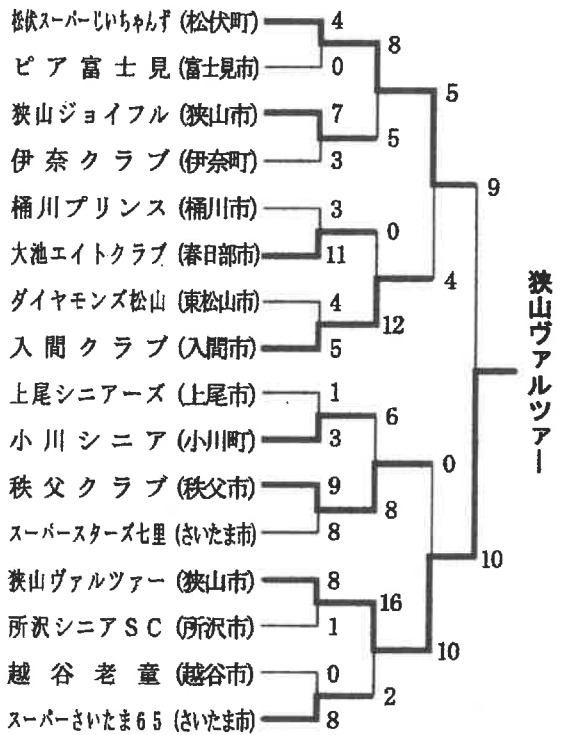 松伏スーパーじいちゃんず (松伏町) 4
8
ピア富士見 (富士見市) 0
5
狭山ジョイフル (狭山市) 7
5
伊奈クラブ (伊奈町) 3
9
桶川プリンス (桶川市) 3
0
大池エイトクラブ (春日部市) 11
4
ダイヤモンズ松山 (東松山市) 4
12
入間クラブ (入間市) 5
狭山ヴァルツァー
上尾シニアーズ (上尾市) 1
6
小川シニア (小川町) 3
0
秩父クラブ (秩父市) 9
8
スーパースターズ七里 (さいたま市) 8
10
狭山ヴァルツァー (狭山市) 8
16
所沢シニアSC (所沢市) 1
10
越谷老童 (越谷市) 0
2
スーパーさいたま65 (さいたま市) 8